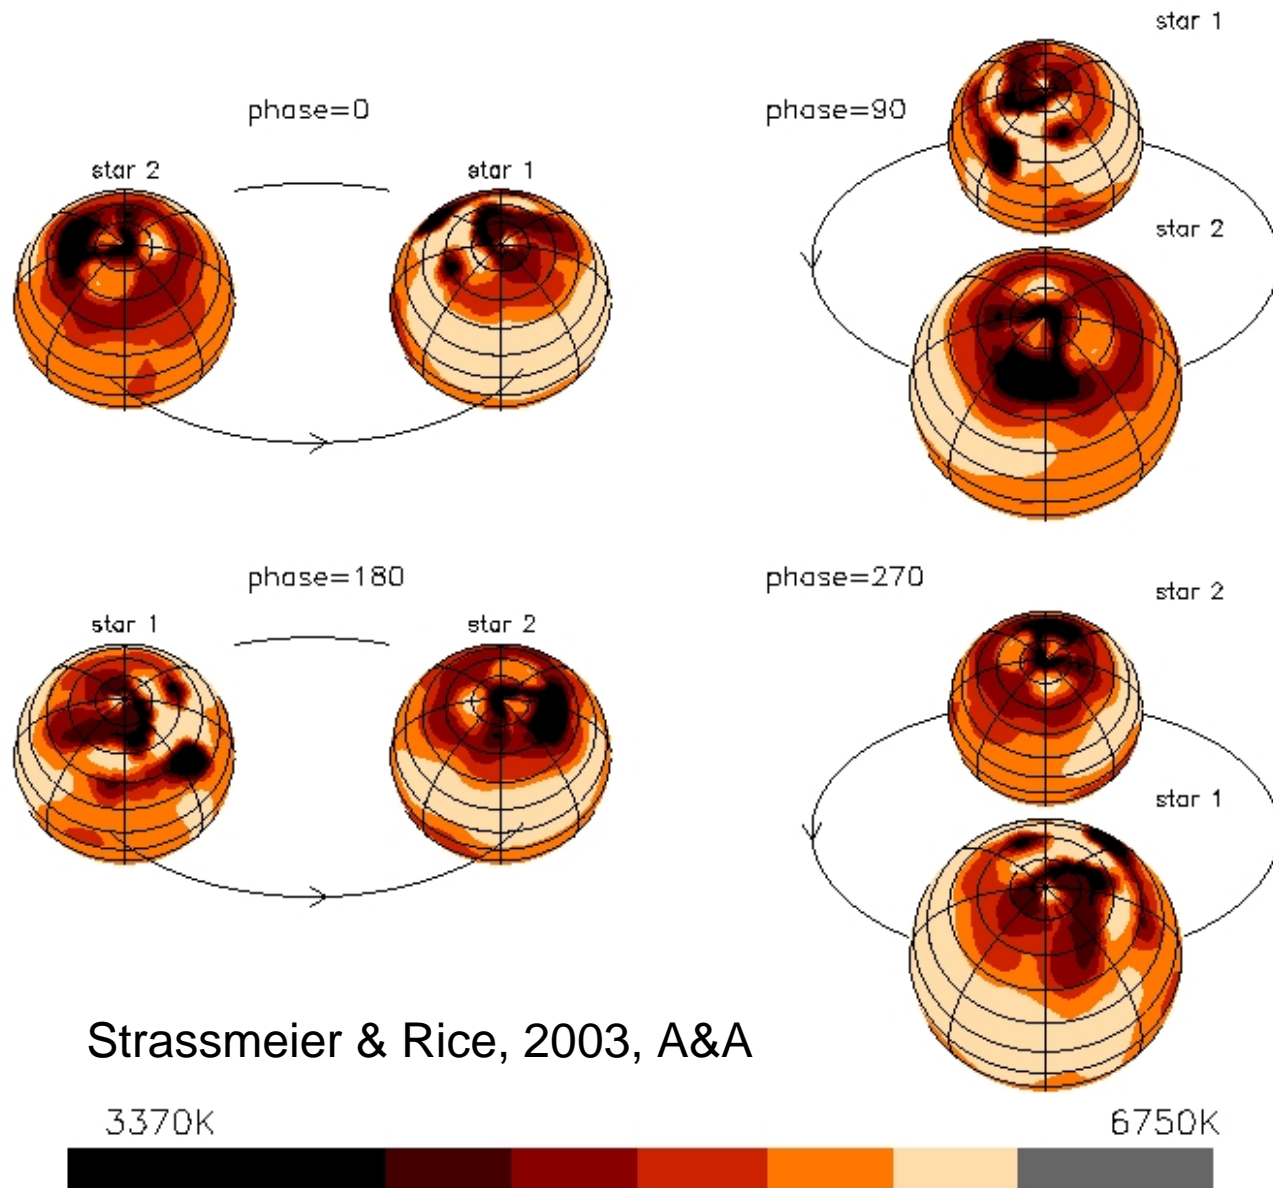 phase=0
star 2
star 1
phase=90
star 1
star 2
phase=180
star 1
star 2
phase=270
star 2
star 1
Strassmeier & Rice, 2003, A&A
3370K
6750K